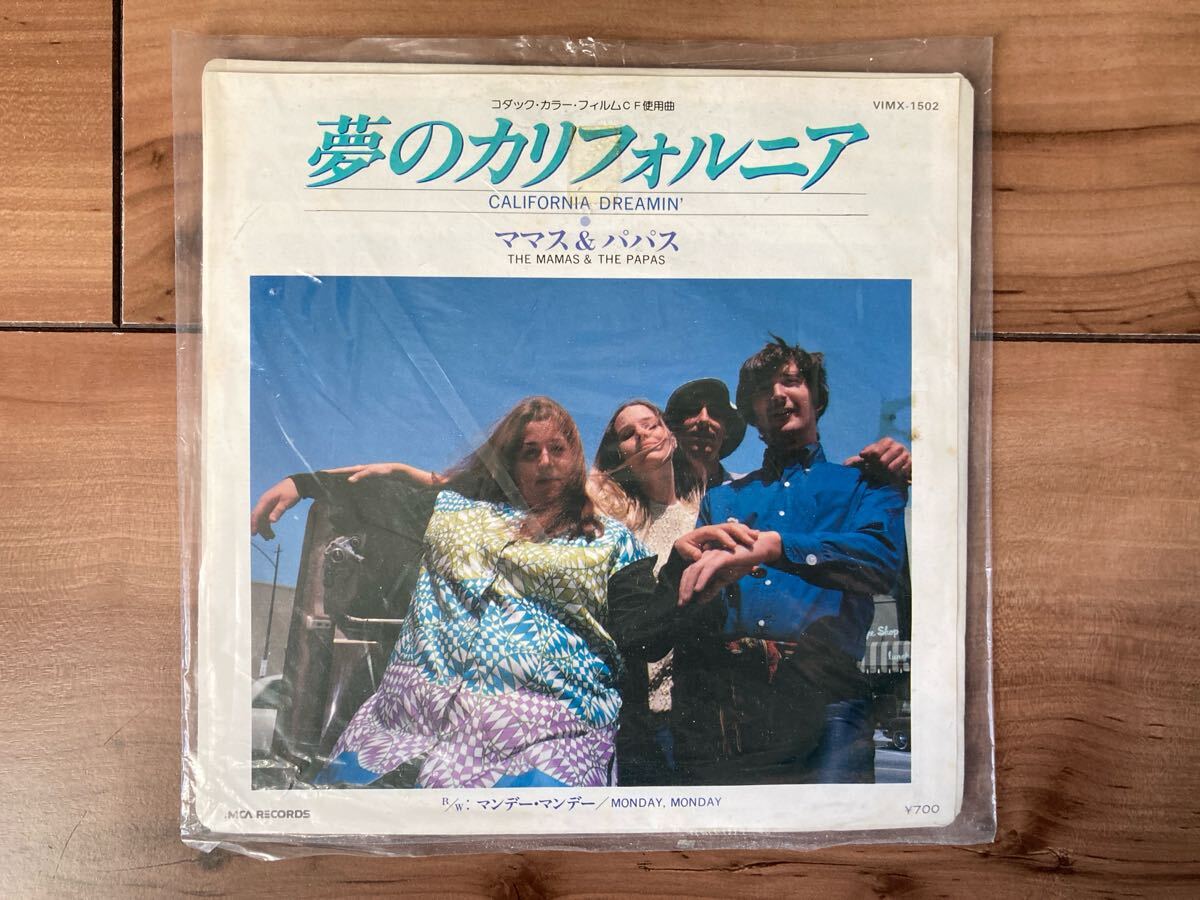 コダック・カラー・フィルムCF使用曲
VIMX-1502
夢のカリフォルニア
CALIFORNIA DREAMIN'
ママス&パパス
THE MAMAS & THE PAPAS
Shop
B/W: マンデー・マンデー/MONDAY, MONDAY
MCA RECORDS
¥700